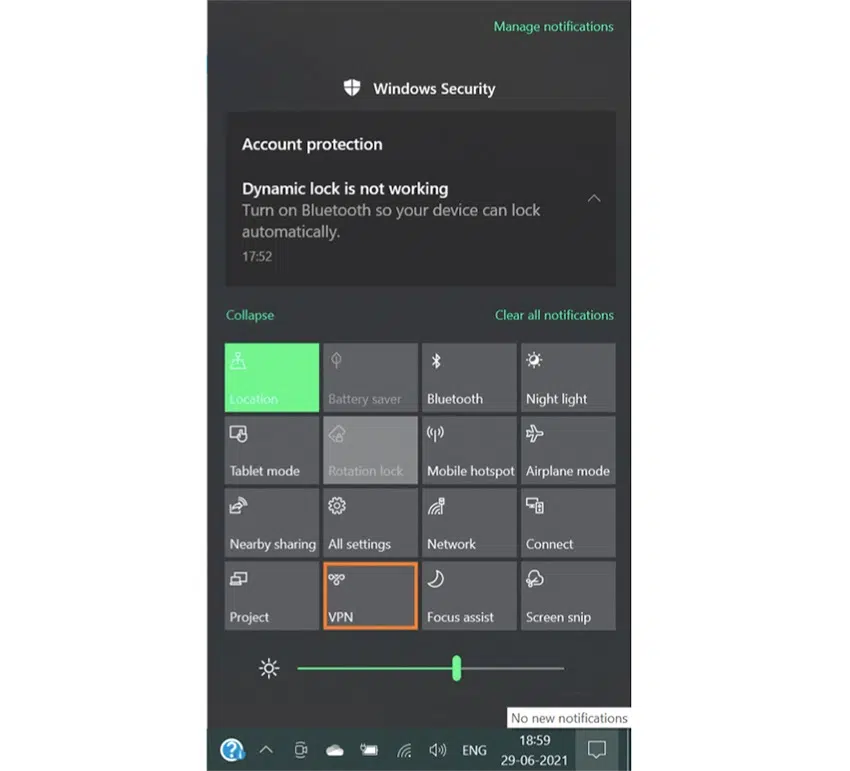 Manage notifications
Windows Security
Account protection
Dynamic lock is not working
Turn on Bluetooth so your device can lock
automatically.
17:52
Collapse
Clear all notifications
Location
Battery saver
Bluetooth
Night light
Tablet mode
Rotation lock
Mobile hotspot
Airplane mode
Nearby sharing
All settings
Network
Connect
Project
VPN
Focus assist
Screen snip
No new notifications
ENG
18:59
29-06-2021